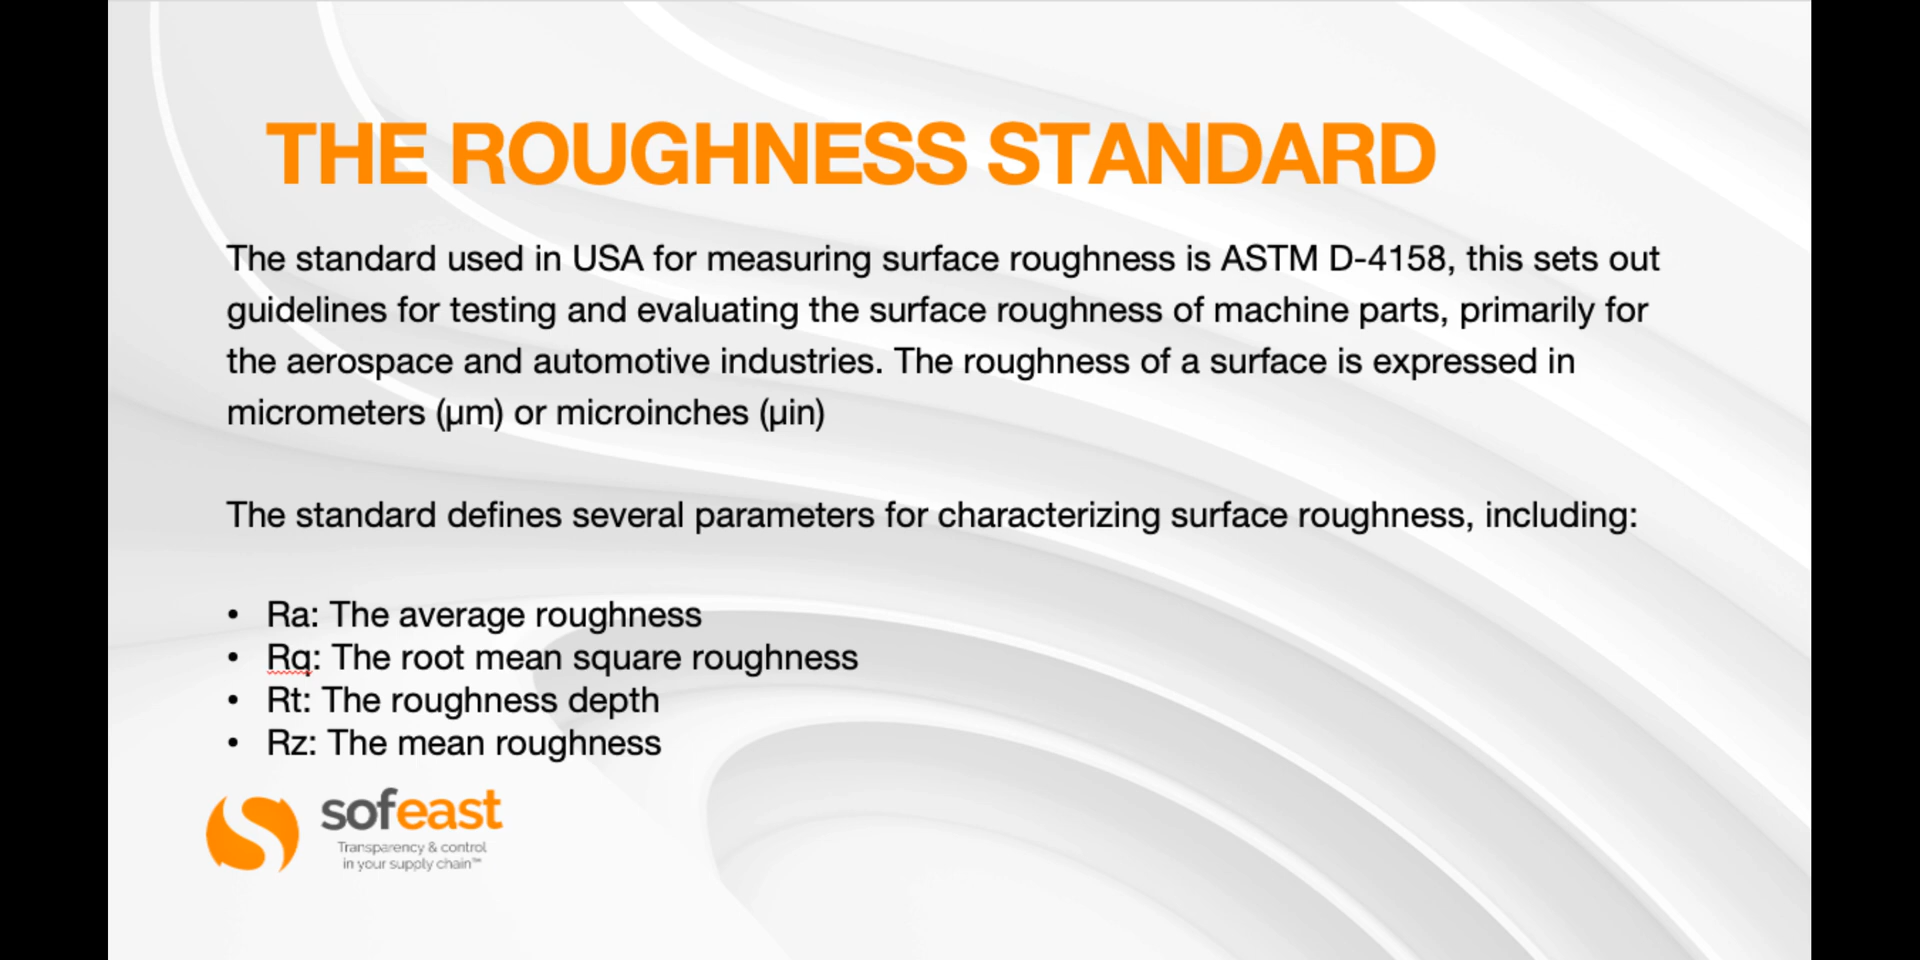 THE ROUGHNESS STANDARD
The standard used in USA for measuring surface roughness is ASTM D-4158, this sets out
guidelines for testing and evaluating the surface roughness of machine parts, primarily for
the aerospace and automotive industries. The roughness of a surface is expressed in
micrometers (μm) or microinches (μin)
The standard defines several parameters for characterizing surface roughness, including:
• Ra: The average roughness
• Rq: The root mean square roughness
• Rt: The roughness depth
• Rz: The mean roughness
sofeast
Transparency & control
in your supply chain™